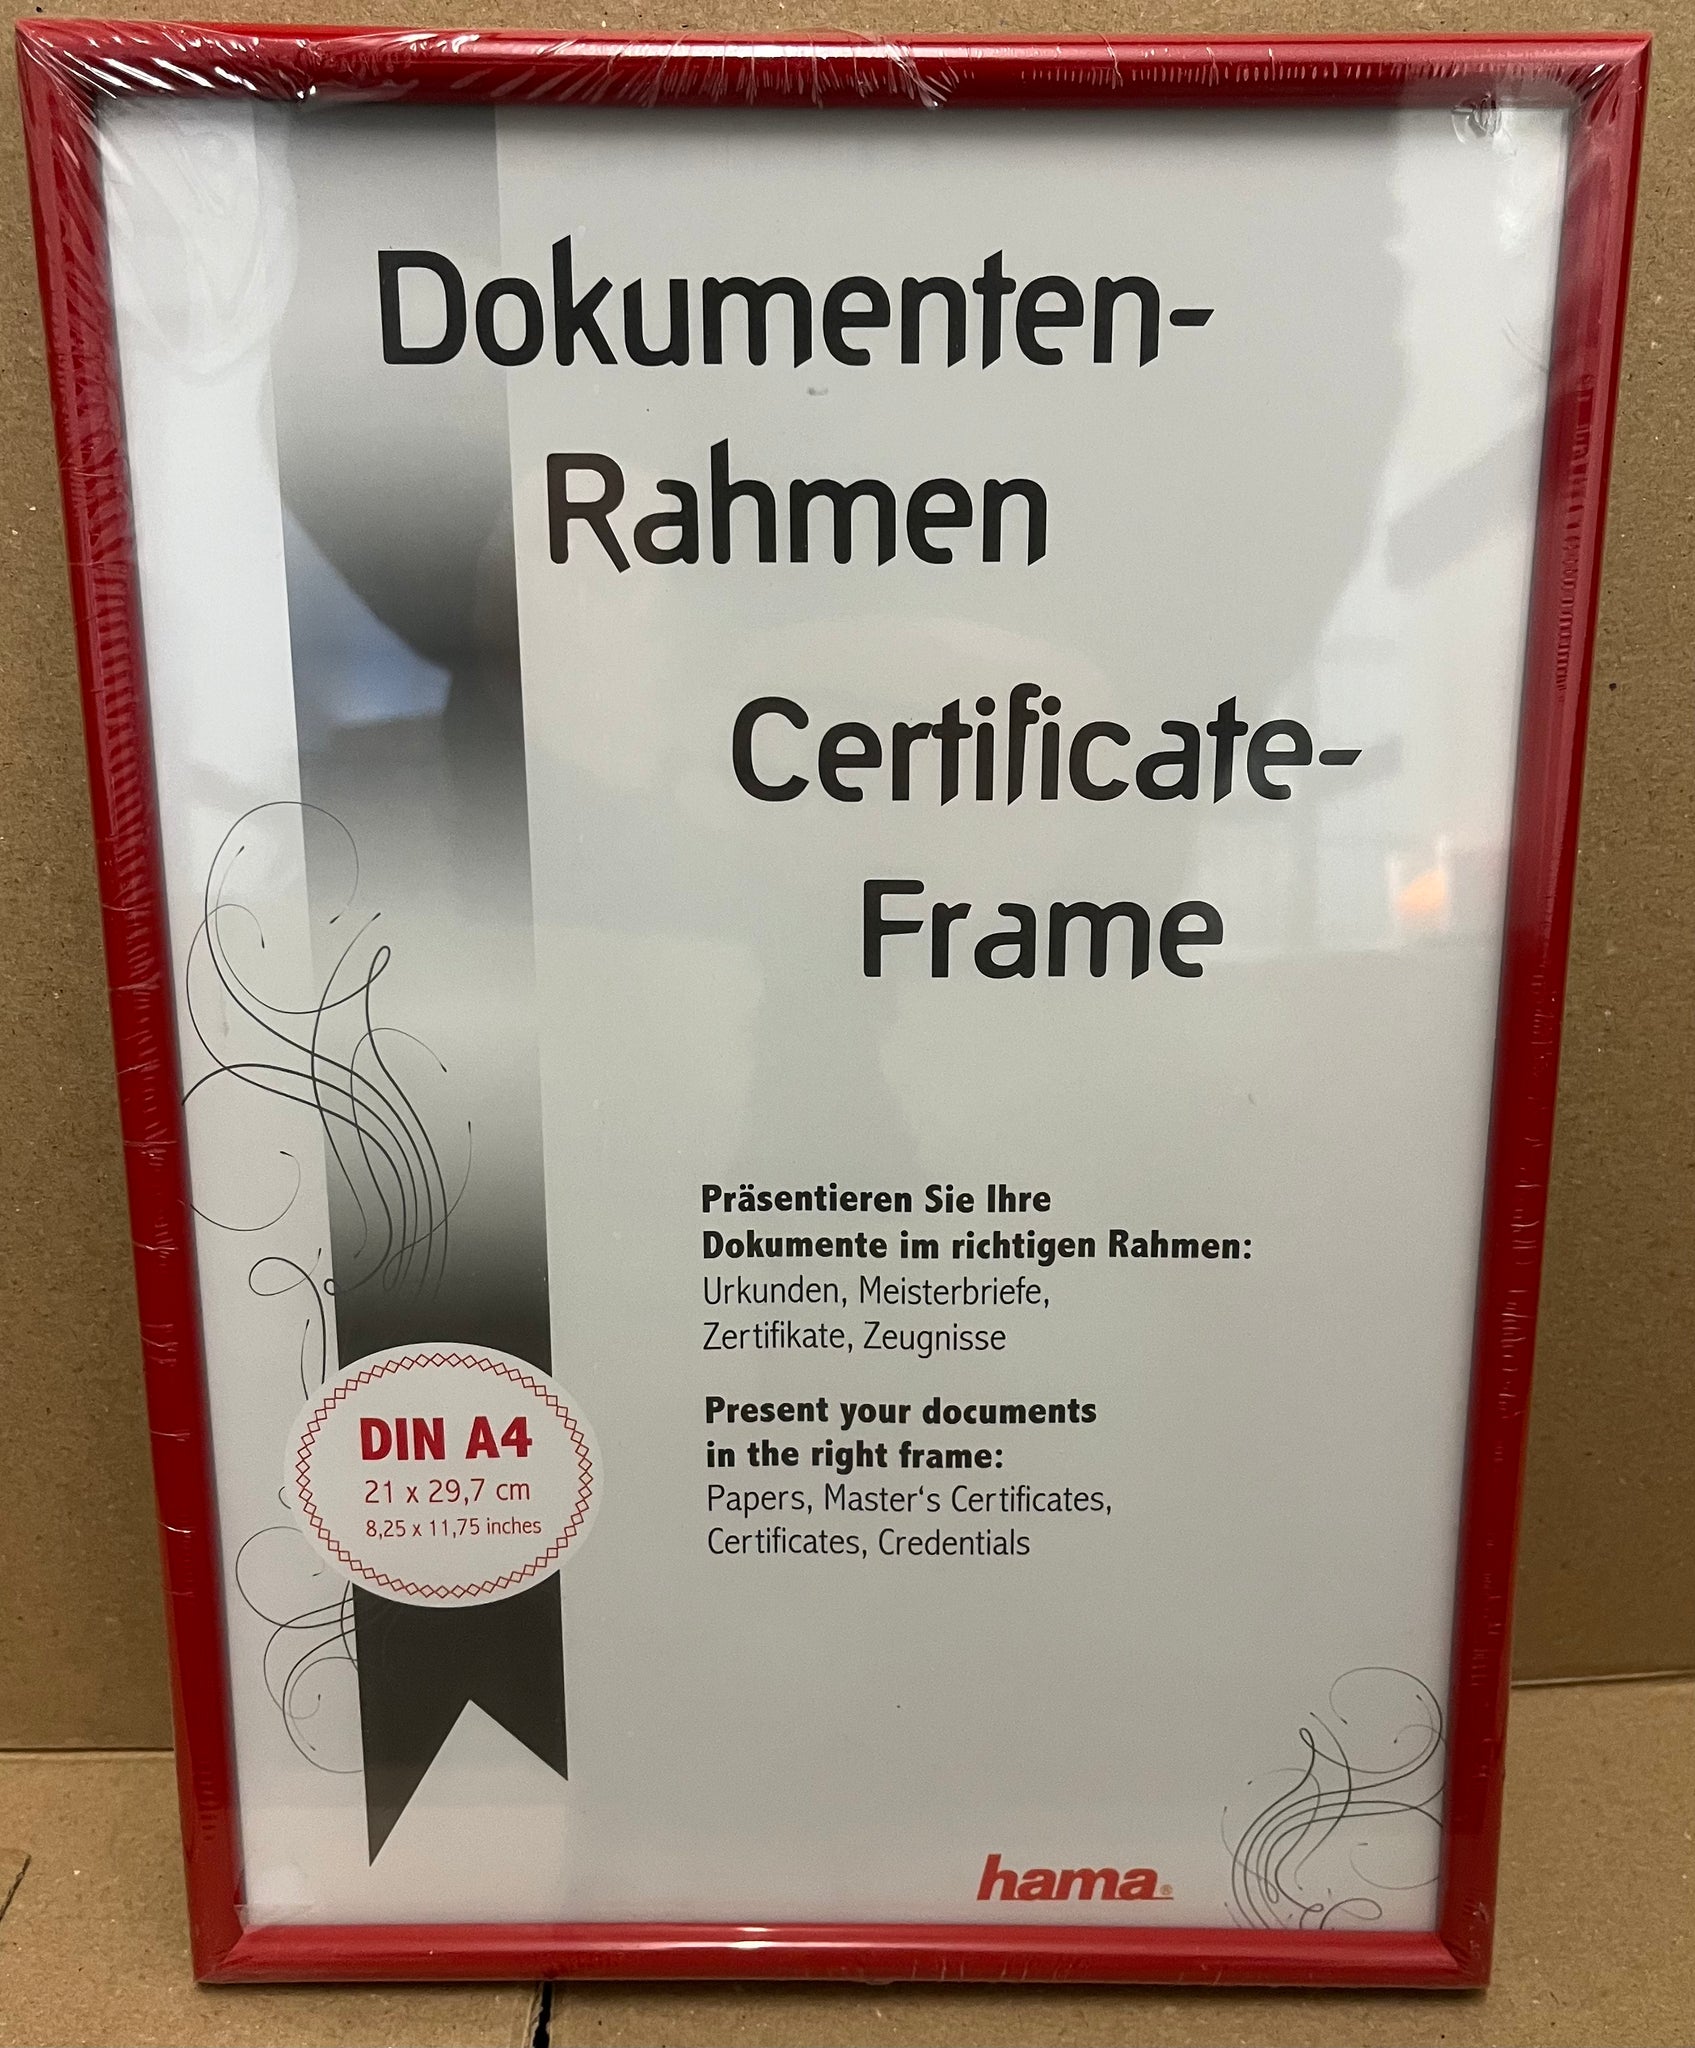 Dokumenten-
Rahmen
Certificate-
Frame
Präsentieren Sie Ihre
Dokumente im richtigen Rahmen:
Urkunden, Meisterbriefe,
Zertifikate, Zeugnisse
Present your documents
in the right frame:
Papers, Master‘s Certificates,
Certificates, Credentials
DIN A4
21 x 29,7 cm
8,25 x 11,75 inches
hama®